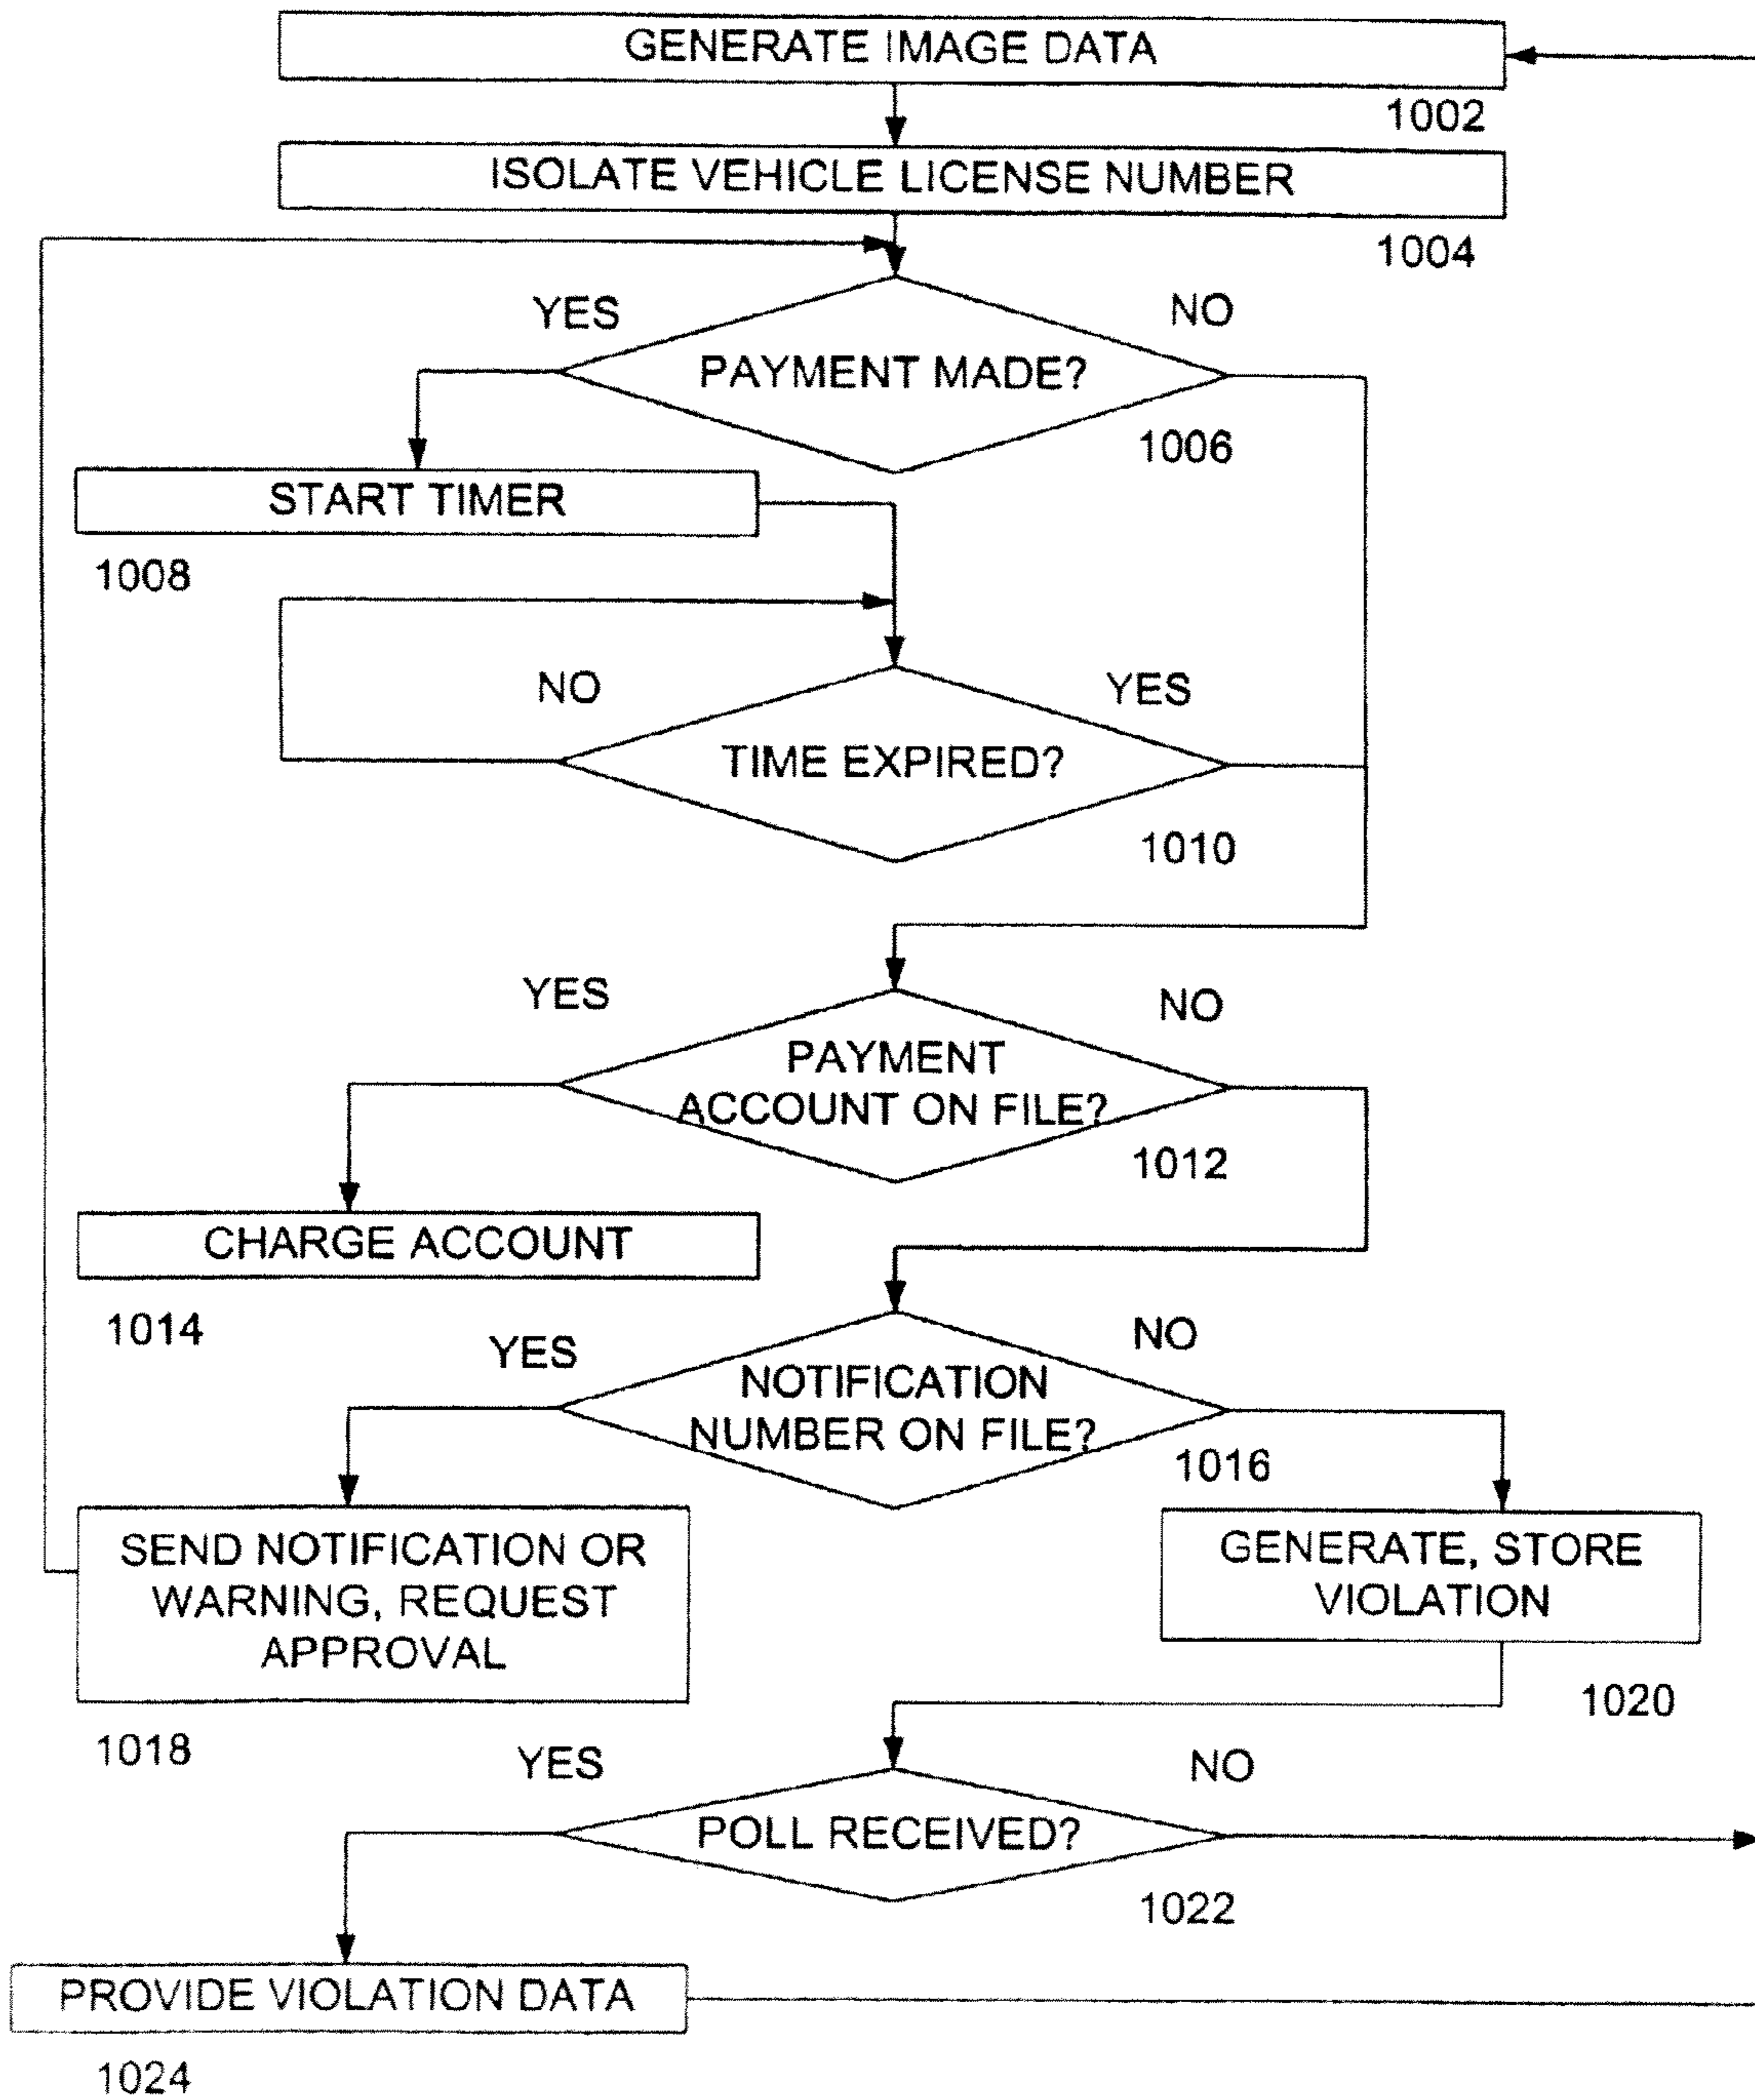 GENERATE IMAGE DATA
1002
ISOLATE VEHICLE LICENSE NUMBER
1004
YES
NO
PAYMENT MADE?
1006
START TIMER
1008
NO
YES
TIME EXPIRED?
1010
YES
NO
PAYMENT
ACCOUNT ON FILE?
1012
CHARGE ACCOUNT
1014
YES
NO
NOTIFICATION
NUMBER ON FILE?
1016
SEND NOTIFICATION OR
WARNING, REQUEST
APPROVAL
1018
GENERATE, STORE
VIOLATION
1020
YES
NO
POLL RECEIVED?
1022
PROVIDE VIOLATION DATA
1024